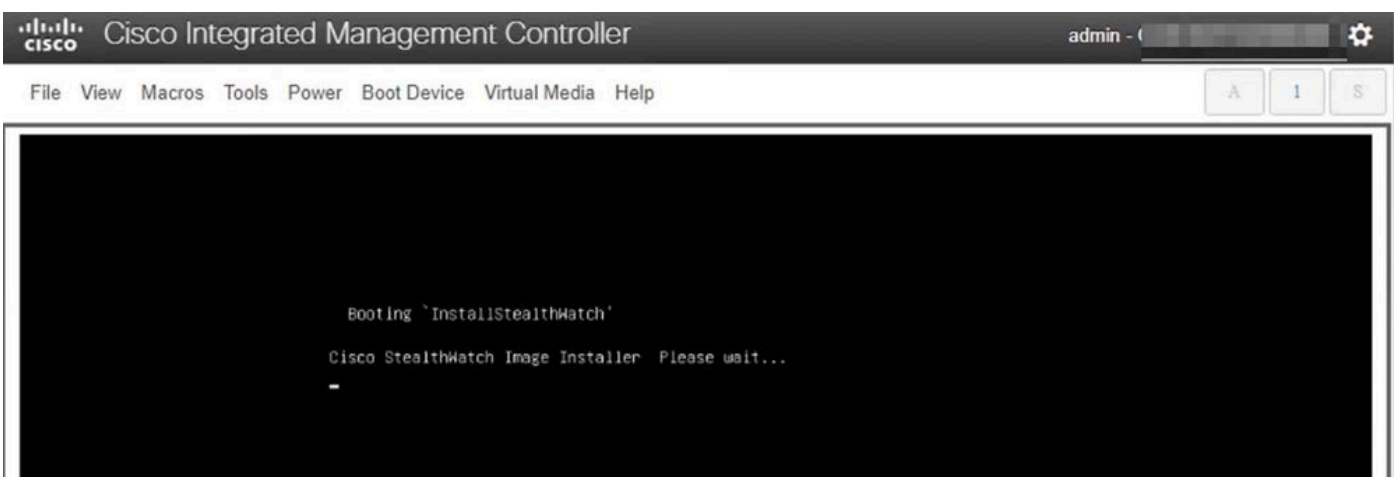 cisco Cisco Integrated Management Controller admin - 
File View Macros Tools Power Boot Device Virtual Media Help A 1 S
Booting `InstallStealthWatch'
Cisco StealthWatch Image Installer Please wait...